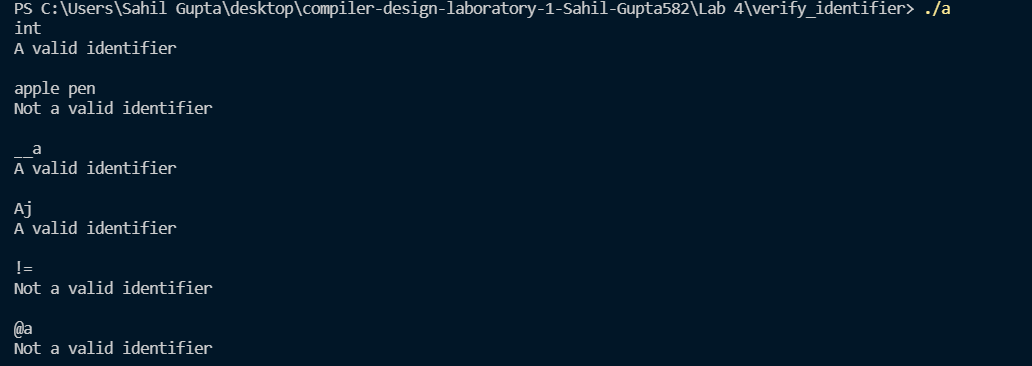 PS C:\Users\Sahil Gupta\desktop\compiler-design-laboratory-1-Sahil-Gupta582\Lab 4\verify_identifier> ./a
int
A valid identifier
apple pen
Not a valid identifier
__a
A valid identifier
Aj
A valid identifier
!=
Not a valid identifier
@a
Not a valid identifier